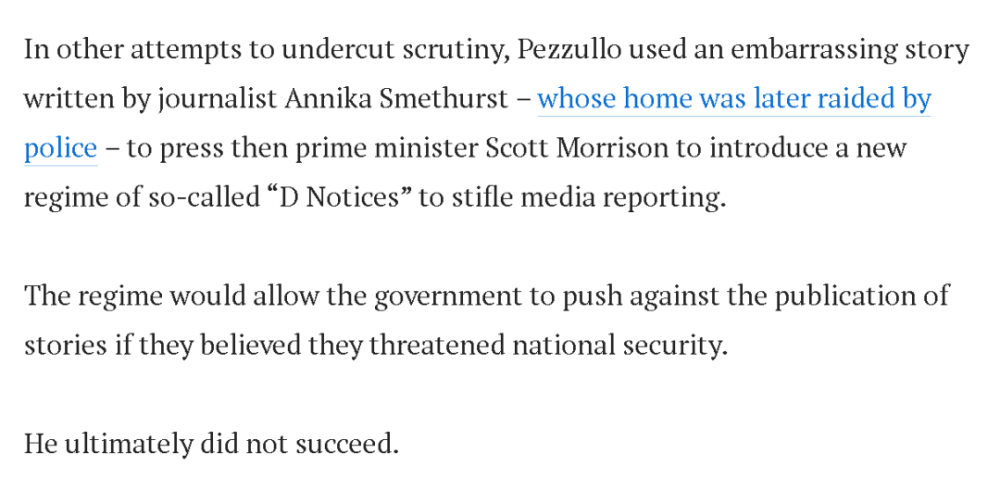 In other attempts to undercut scrutiny, Pezzullo used an embarrassing story
written by journalist Annika Smethurst – whose home was later raided by
police – to press then prime minister Scott Morrison to introduce a new
regime of so-called “D Notices” to stifle media reporting.
The regime would allow the government to push against the publication of
stories if they believed they threatened national security.
He ultimately did not succeed.